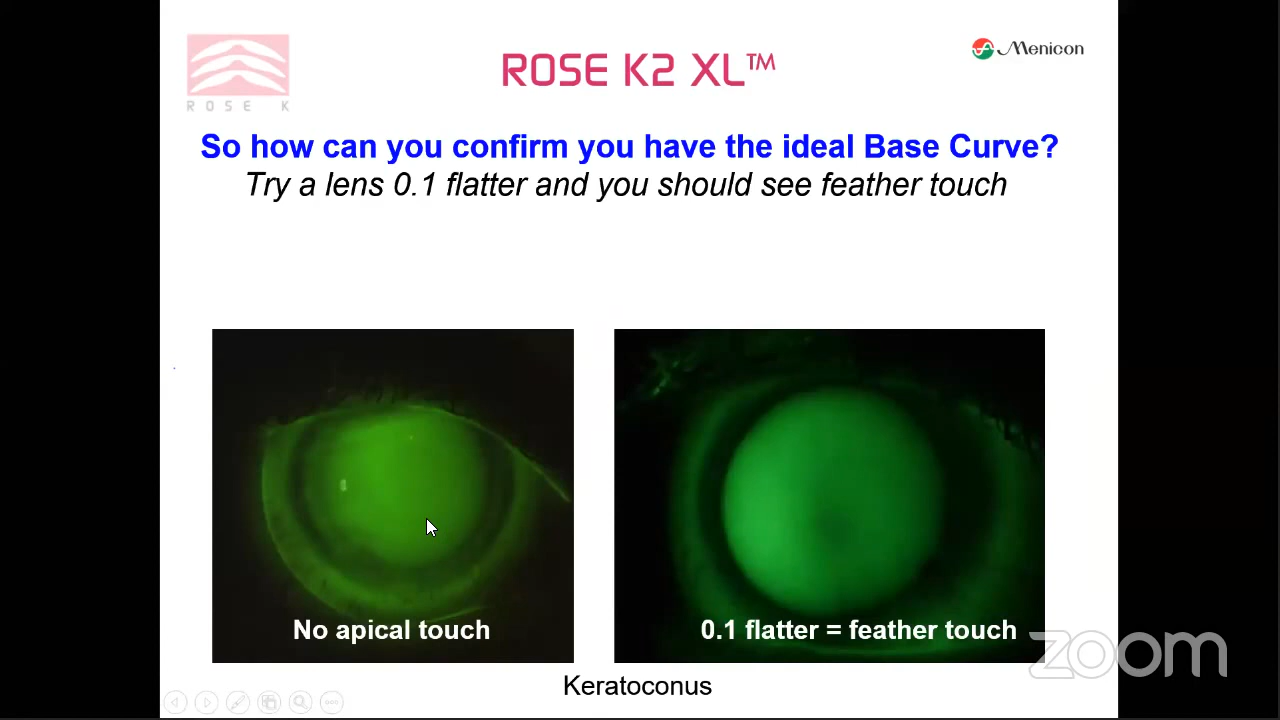 ROSE K
ROSE K2 XL™
Menicon
So how can you confirm you have the ideal Base Curve?
Try a lens 0.1 flatter and you should see feather touch
No apical touch
0.1 flatter = feather touch
zoom
Keratoconus